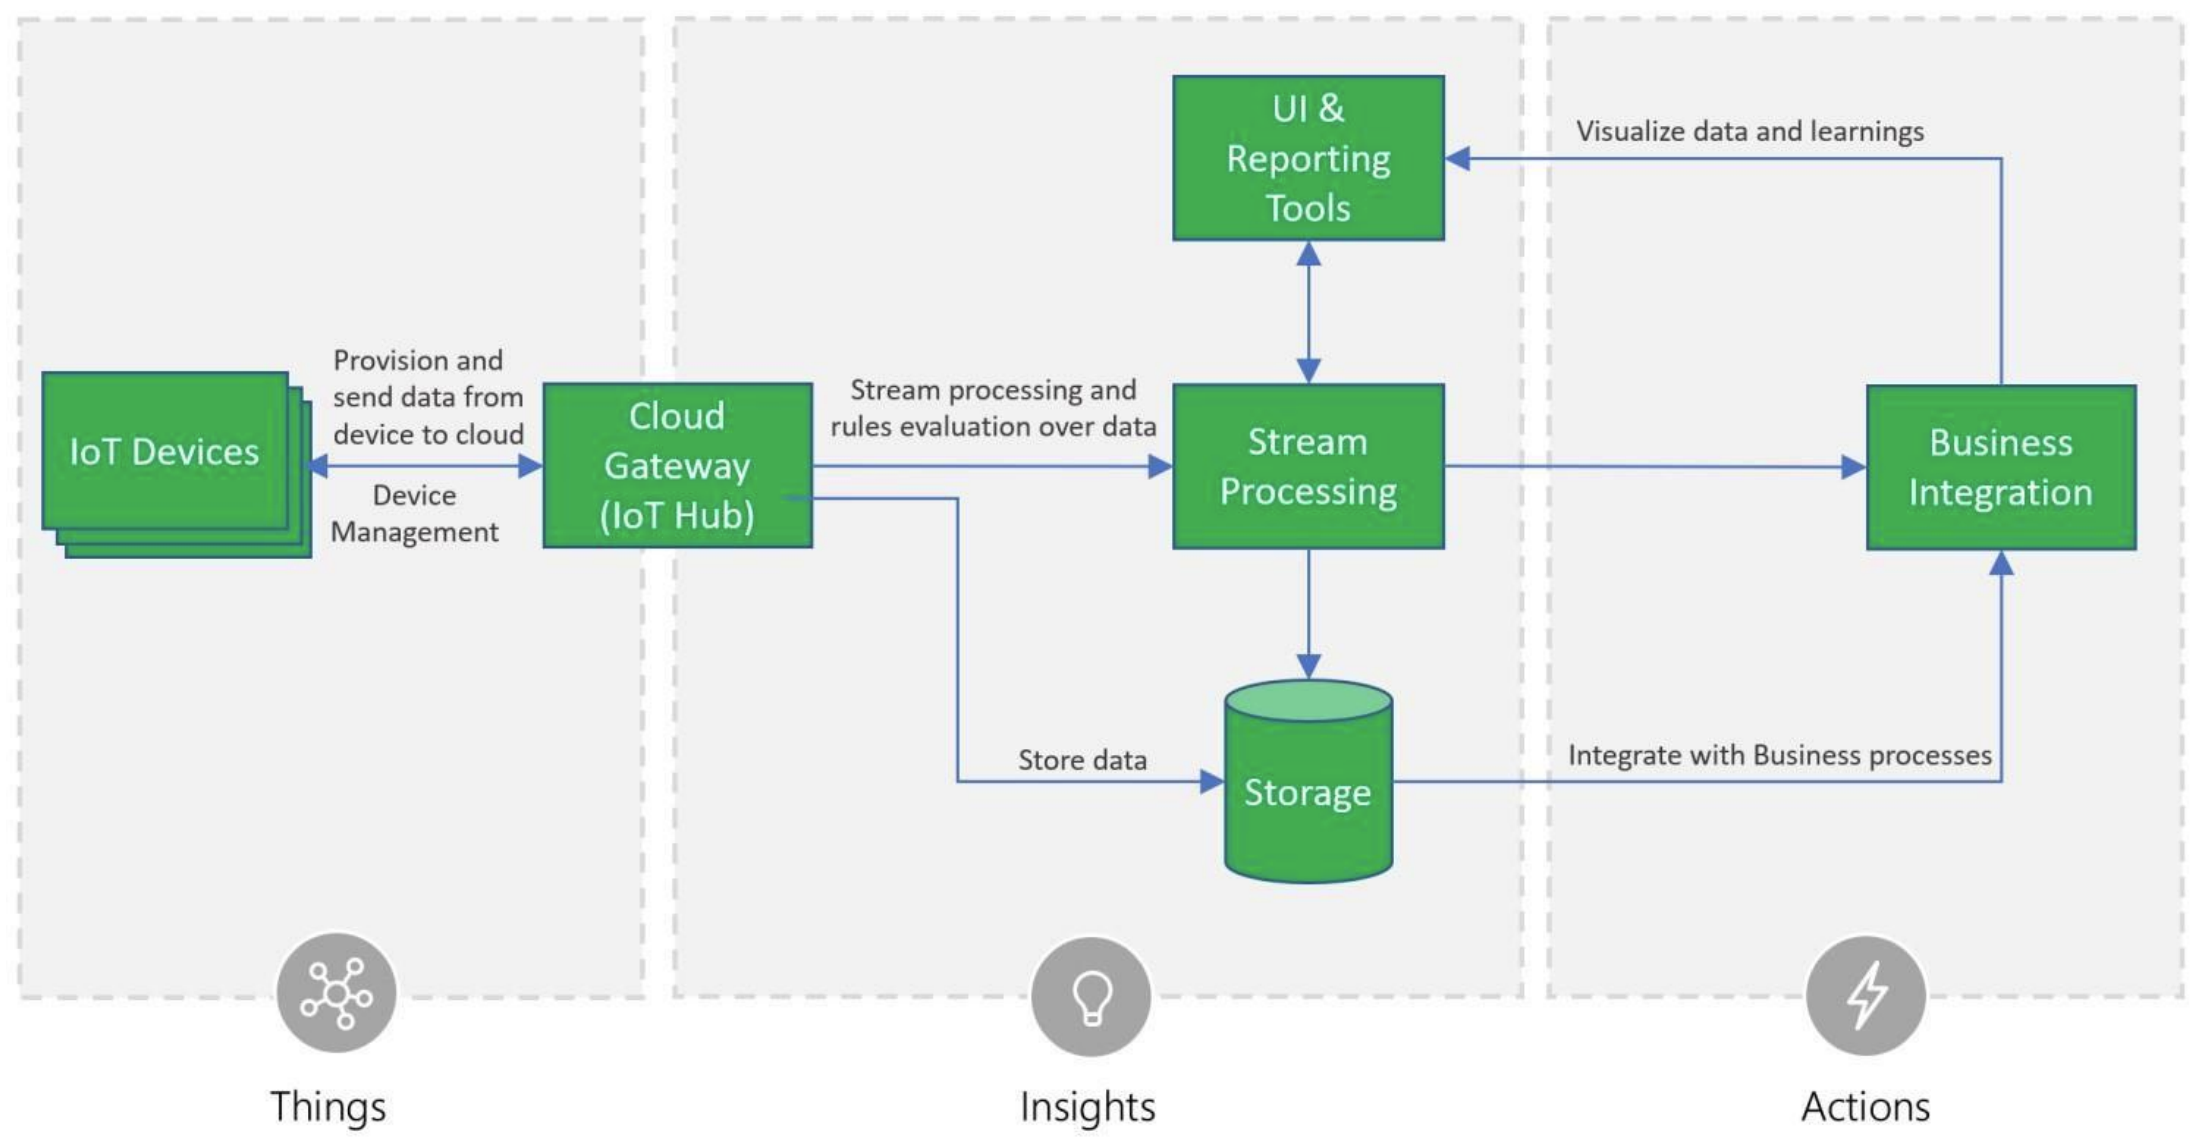 UI &
Reporting
Tools
Visualize data and learnings
Provision and
send data from
device to cloud
IoT Devices
Device
Management
Cloud
Gateway
(IoT Hub)
Stream processing and
rules evaluation over data
Stream
Processing
Business
Integration
Store data
Storage
Integrate with Business processes
Things
Insights
Actions